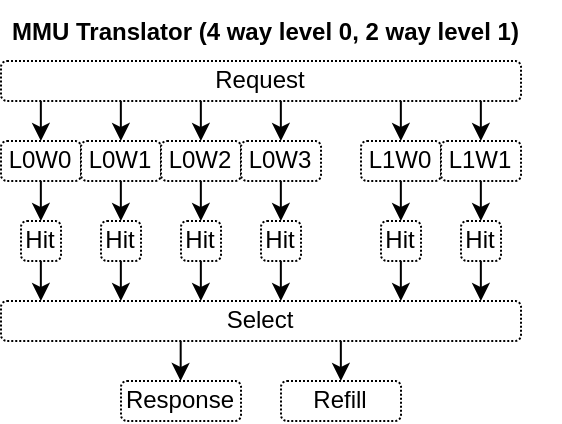 MMU Translator (4 way level 0, 2 way level 1)
Request
L0W0 L0W1 L0W2 L0W3 L1W0 L1W1
Hit Hit Hit Hit Hit Hit
Select
Response Refill